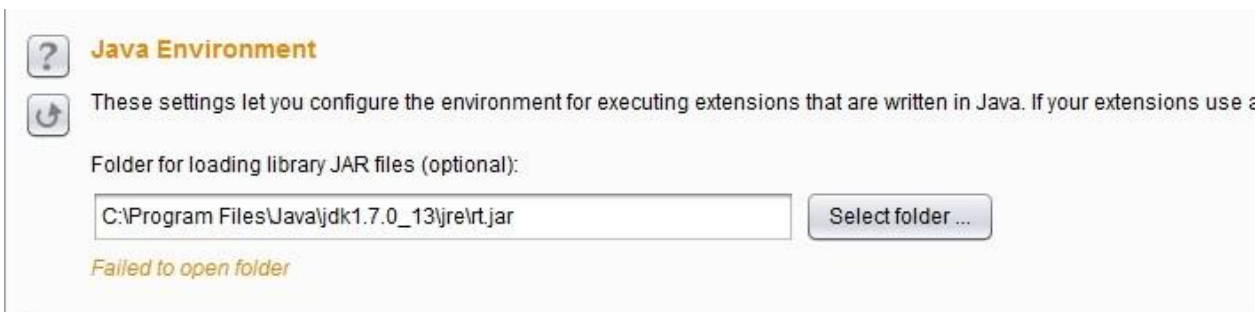 ?
Java Environment
These settings let you configure the environment for executing extensions that are written in Java. If your extensions use a
Folder for loading library JAR files (optional):
C:\Program Files\Java\jdk1.7.0_13\jre\rt.jar
Select folder ...
Failed to open folder